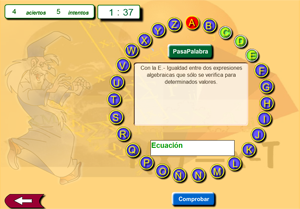 4 aciertos 5 intentos
1 : 37
A
B
C
D
E
F
G
H
I
J
K
L
M
N
Ñ
O
P
Q
R
S
T
U
V
W
X
Y
Z
PasaPalabra
Con la E.- Igualdad entre dos expresiones
algebraicas que sólo se verifica para
determinados valores.
Ecuación
Comprobar